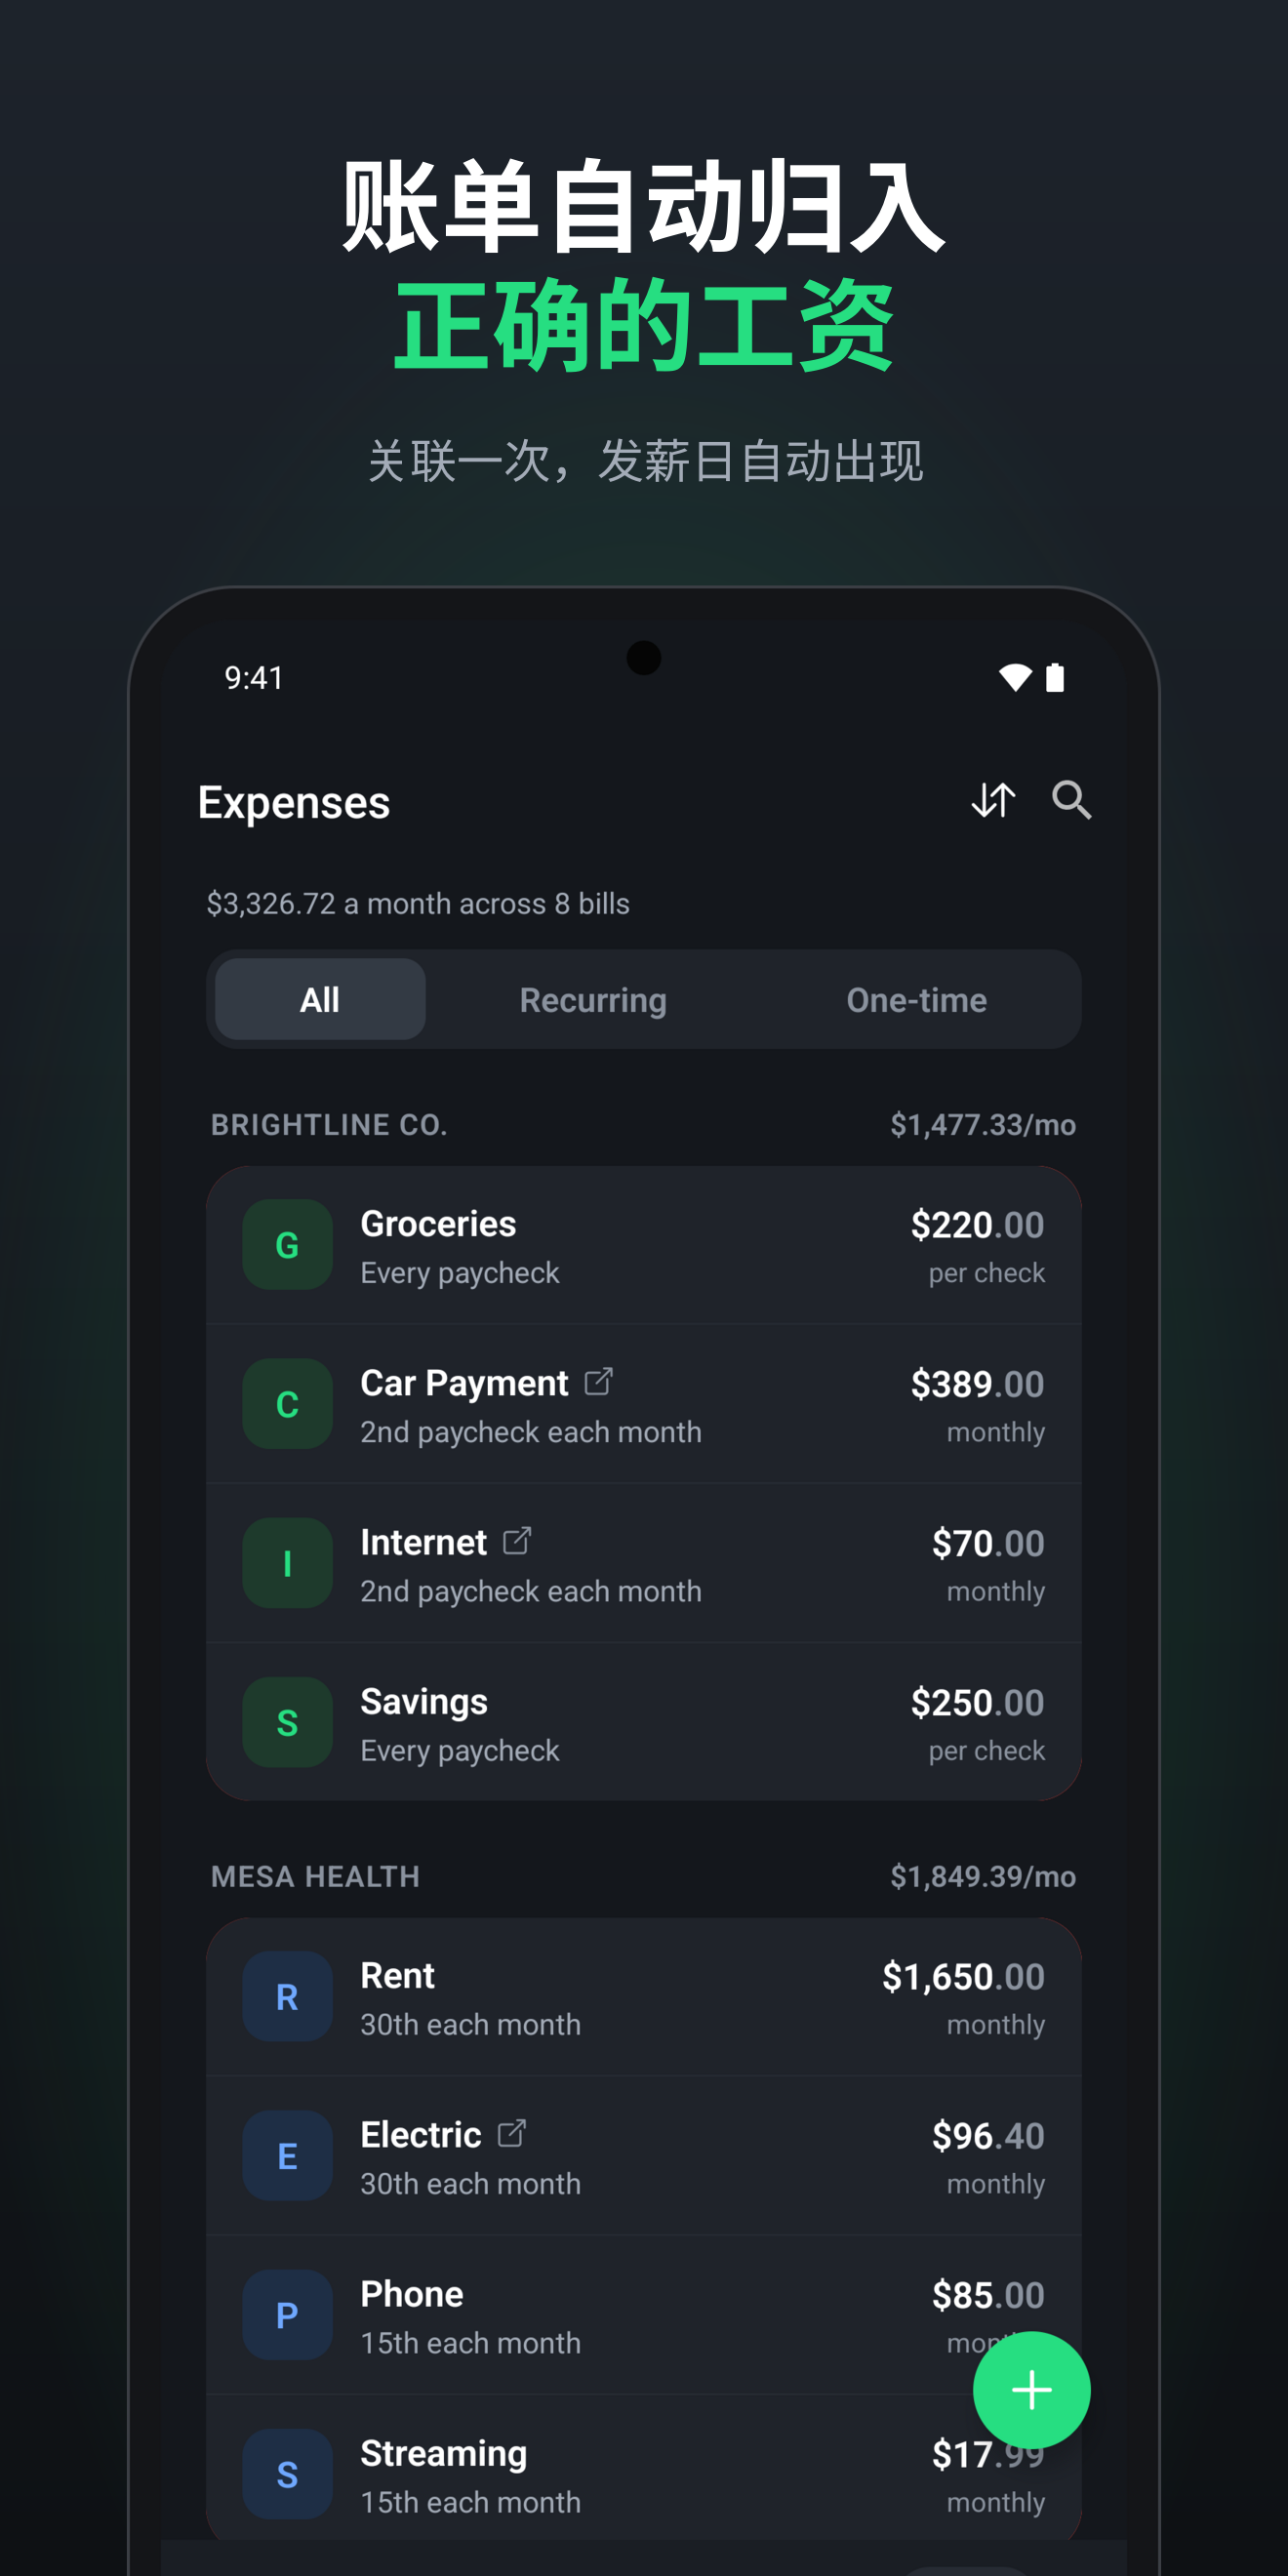 账单自动归入
正确的工资
关联一次，发薪日自动出现
9:41
Expenses
$3,326.72 a month across 8 bills
All Recurring One-time
BRIGHTLINE CO. $1,477.33/mo
G Groceries $220.00
Every paycheck per check
C Car Payment $389.00
2nd paycheck each month monthly
I Internet $70.00
2nd paycheck each month monthly
S Savings $250.00
Every paycheck per check
MESA HEALTH $1,849.39/mo
R Rent $1,650.00
30th each month monthly
E Electric $96.40
30th each month monthly
P Phone $85.00
15th each month
S Streaming $17.99
15th each month monthly